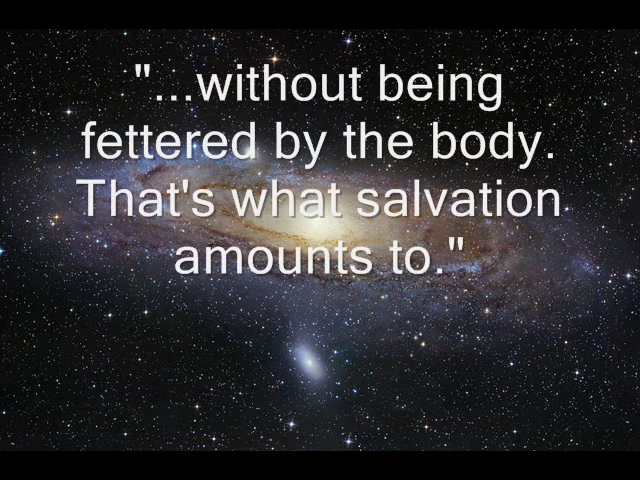 "...without being
fettered by the body.
That's what salvation
amounts to."